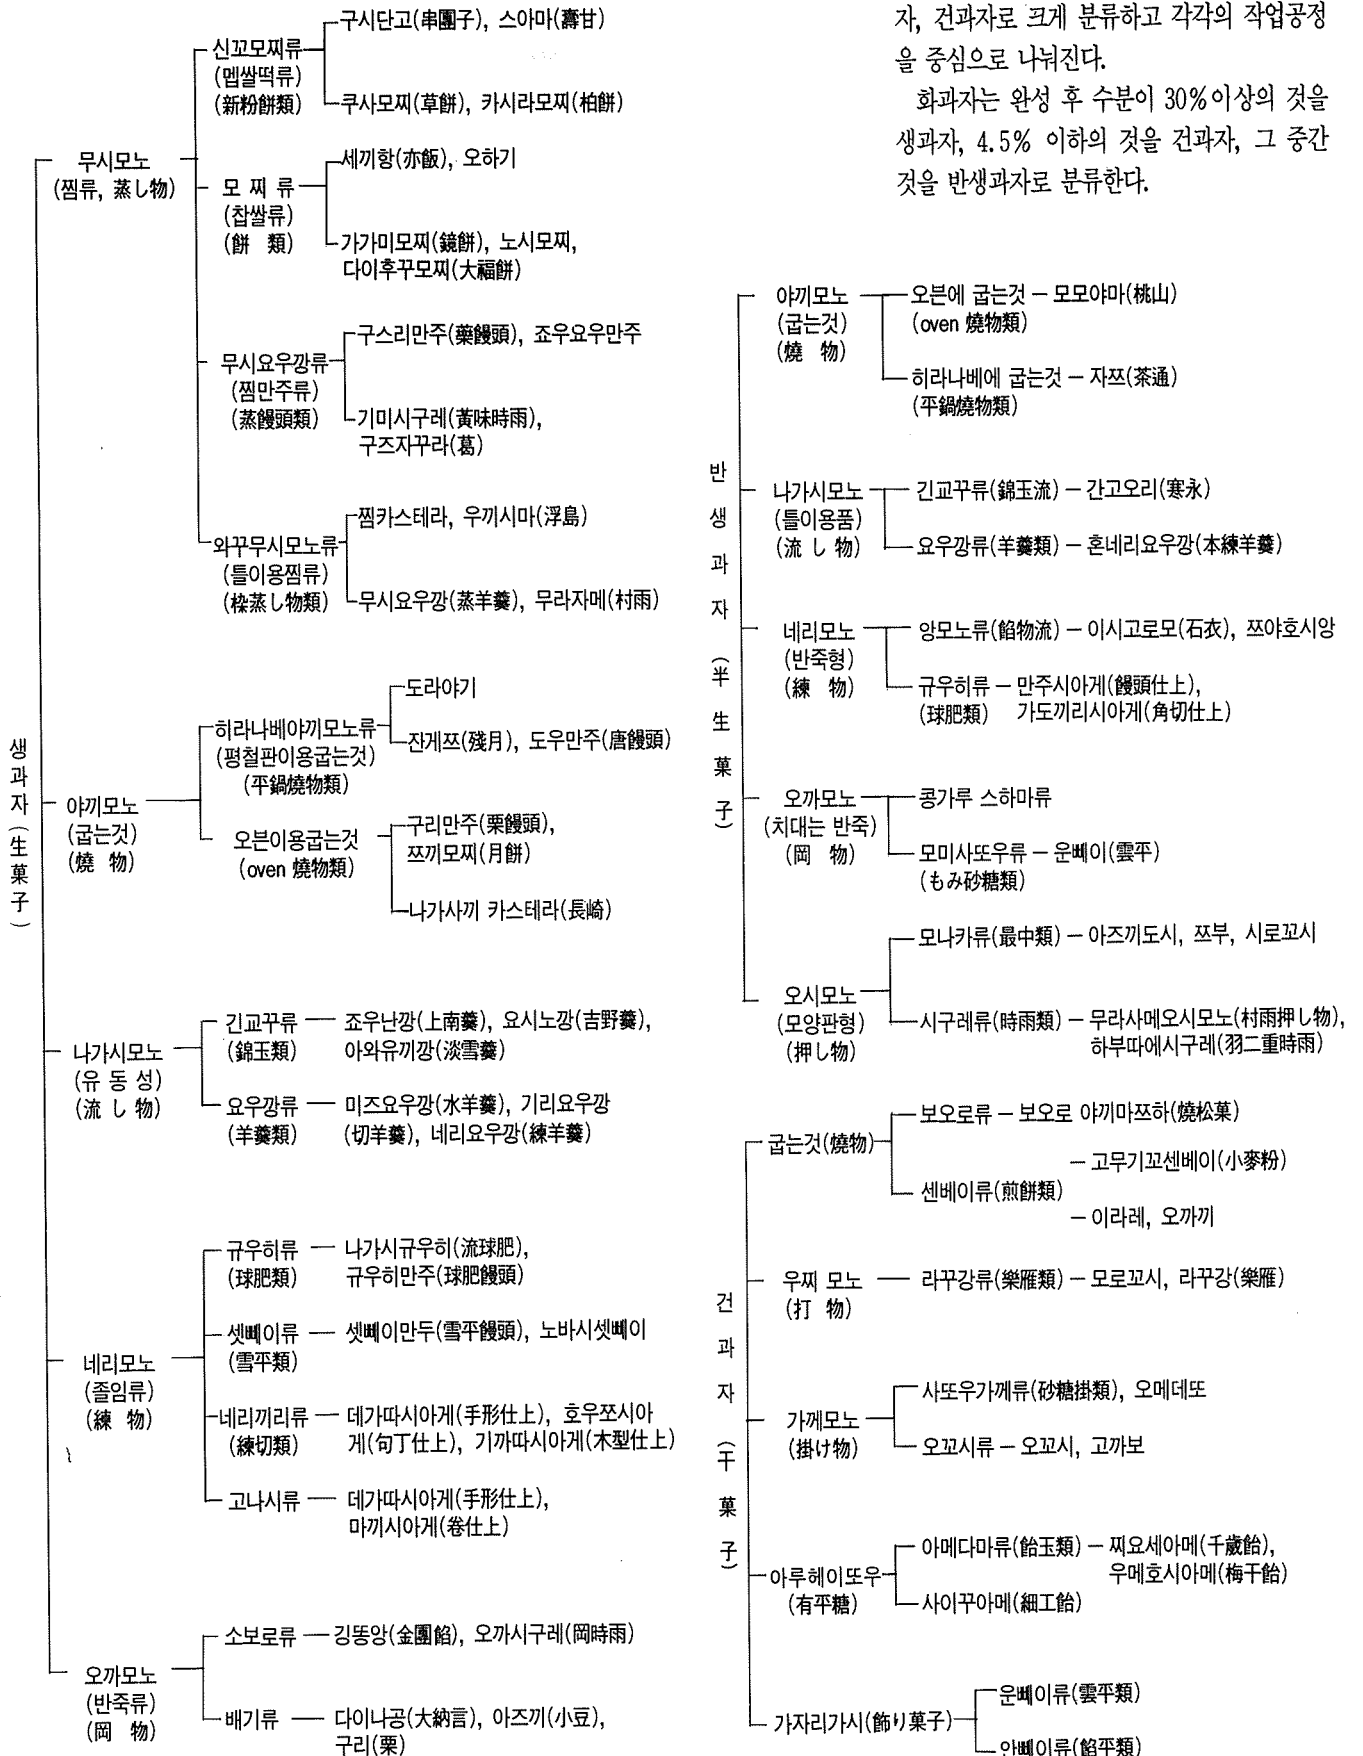 구시단고(串團子), 스아마(壽甘)
신꼬모찌류
(멥쌀떡류)
(新粉餠類)
쿠사모찌(草餠), 카시라모찌(柏餠)
무시모노
(찜류, 蒸し物)
세끼항(亦飯), 오하기
모 찌 류
(찹쌀류)
(餠 類)
가가미모찌(鏡餠), 노시모찌,
다이후꾸모찌(大福餠)
구스리만주(藥饅頭), 죠우요우만주
무시요우깡류
(찜만주류)
(蒸饅頭類)
기미시구레(黃味時雨),
구즈자꾸라(葛)
찜카스테라, 우끼시마(浮島)
와꾸무시모노류
(틀이용찜류)
(枠蒸し物類)
무시요우깡(蒸羊羹), 무라자메(村雨)
생과자(生菓子)
도라야기
히라나베야끼모노류
(평철판이용굽는것)
(平鍋燒物類)
잔게쯔(殘月), 도우만주(唐饅頭)
야끼모노
(굽는것)
(燒 物)
구리만주(栗饅頭),
쯔끼모찌(月餠)
오븐이용굽는것
(oven 燒物類)
나가사끼 카스테라(長崎)
긴교꾸류
(錦玉類)
죠우난깡(上南羹), 요시노깡(吉野羹),
아와유끼깡(淡雪羹)
나가시모노
(유 동 성)
(流 し 物)
요우깡류
(羊羹類)
미즈요우깡(水羊羹), 기리요우깡
(切羊羹), 네리요우깡(練羊羹)
규우히류
(球肥類)
나가시규우히(流球肥),
규우히만주(球肥饅頭)
셋뻬이류
(雪平類)
셋뻬이만두(雪平饅頭), 노바시셋뻬이
네리모노
(졸임류)
(練 物)
네리끼리류
(練切類)
데가따시아게(手形仕上), 호우쪼시아
게(句丁仕上), 기까따시아게(木型仕上)
고나시류
데가따시아게(手形仕上),
마끼시아게(卷仕上)
소보로류
깅똥앙(金團餡), 오까시구레(岡時雨)
오까모노
(반죽류)
(岡 物)
배기류
다이나공(大納言), 아즈끼(小豆),
구리(栗)
자, 건과자로 크게 분류하고 각각의 작업공정
을 중심으로 나눠진다.
화과자는 완성 후 수분이 30%이상의 것을
생과자, 4.5% 이하의 것을 건과자, 그 중간
것을 반생과자로 분류한다.
반생과자(半生菓子)
야끼모노
(굽는것)
(燒 物)
오븐에 굽는것 – 모모야마(桃山)
(oven 燒物類)
히라나베에 굽는것 – 자쯔(茶通)
(平鍋燒物類)
나가시모노
(틀이용품)
(流 し 物)
긴교꾸류(錦玉流) – 간고오리(寒永)
요우깡류(羊羹類) – 혼네리요우깡(本練羊羹)
네리모노
(반죽형)
(練 物)
앙모노류(餡物流) – 이시고로모(石衣), 쯔야호시앙
규우히류 – 만주시아게(饅頭仕上),
(球肥類) 가도끼리시아게(角切仕上)
오까모노
(치대는 반죽)
(岡 物)
콩가루 스하마류
모미사또우류 – 운뻬이(雲平)
(もみ砂糖類)
모나카류(最中類) – 아즈끼도시, 쯔부, 시로꼬시
오시모노
(모양판형)
(押し物)
시구레류(時雨類) – 무라사메오시모노(村雨押し物),
하부따에시구레(羽二重時雨)
건과자(干菓子)
굽는것(燒物)
보오로류 – 보오로 야끼마쯔하(燒松菓)
– 고무기꼬센베이(小麥粉)
센베이류(煎餠類)
– 이라레, 오까끼
우찌 모노
(打 物)
라꾸강류(樂雁類) – 모로꼬시, 라꾸강(樂雁)
가께모노
(掛け物)
사또우가께류(砂糖掛類), 오메데또
오꼬시류 – 오꼬시, 고까보
아루헤이또우
(有平糖)
아메다마류(飴玉類) – 찌요세아메(千歲飴),
우메호시아메(梅干飴)
사이꾸아메(細工飴)
가자리가시(飾り菓子)
운뻬이류(雲平類)
안뻬이류(餡平類)